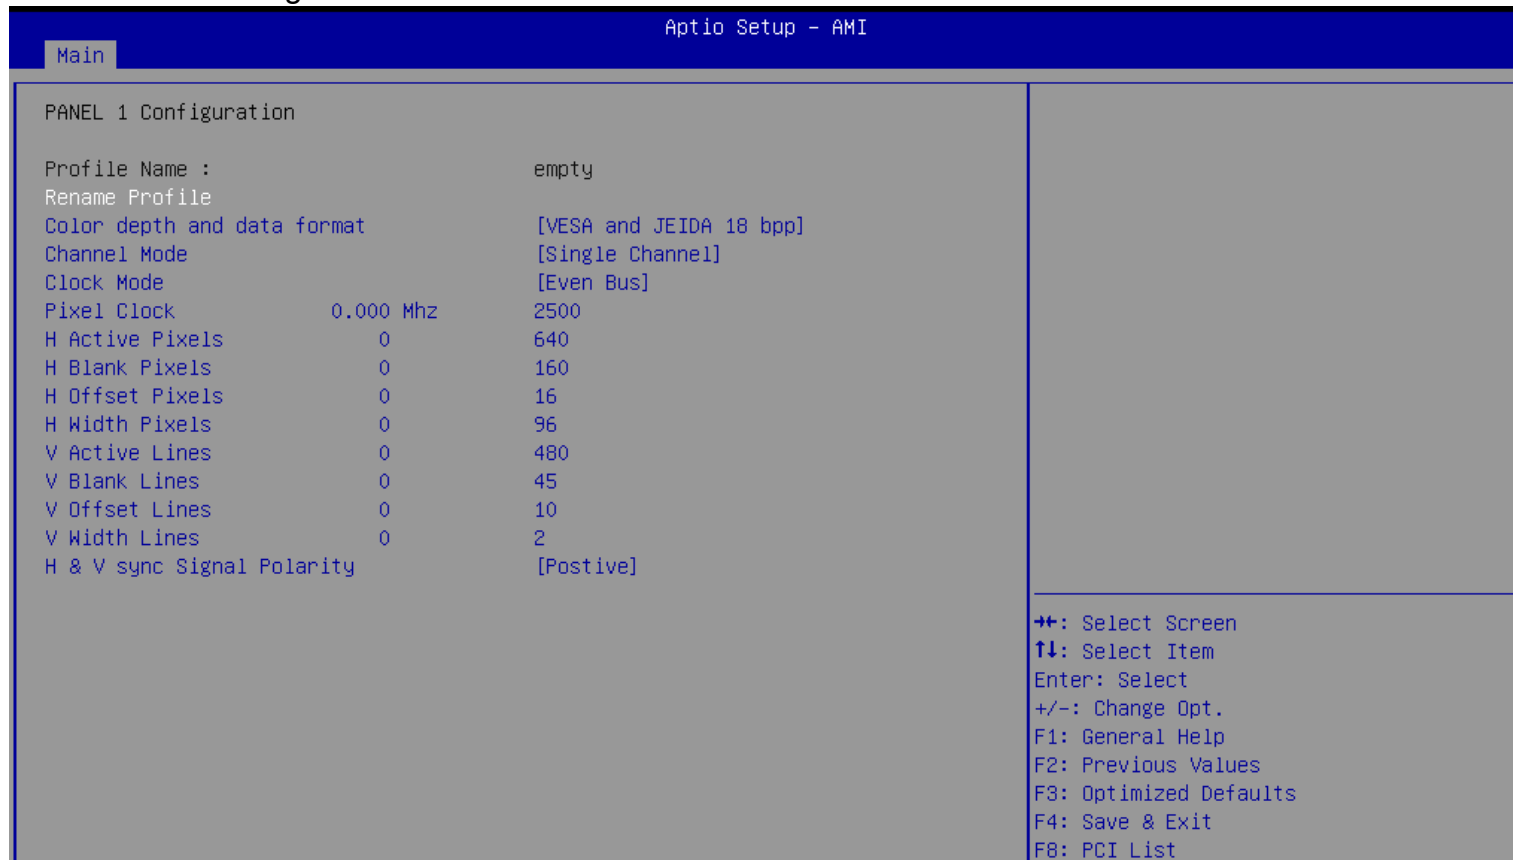 Aptio Setup - AMI
Main
PANEL 1 Configuration
Profile Name : empty
Rename Profile
Color depth and data format [VESA and JEIDA 18 bpp]
Channel Mode [Single Channel]
Clock Mode [Even Bus]
Pixel Clock 0.000 Mhz 2500
H Active Pixels 0 640
H Blank Pixels 0 160
H Offset Pixels 0 16
H Width Pixels 0 96
V Active Lines 0 480
V Blank Lines 0 45
V Offset Lines 0 10
V Width Lines 0 2
H & V sync Signal Polarity [Postive]
→←: Select Screen
↑↓: Select Item
Enter: Select
+/-: Change Opt.
F1: General Help
F2: Previous Values
F3: Optimized Defaults
F4: Save & Exit
F8: PCI List